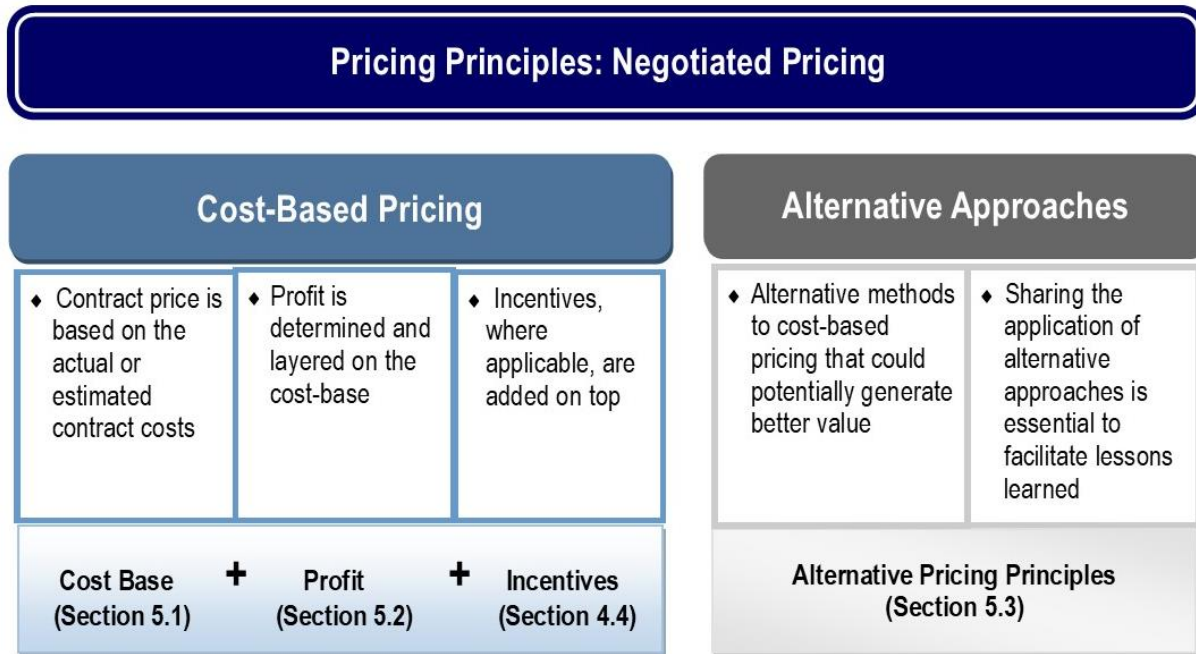 Pricing Principles: Negotiated Pricing
Cost-Based Pricing
♦ Contract price is
based on the
actual or
estimated
contract costs
♦ Profit is
determined and
layered on the
cost-base
♦ Incentives,
where
applicable, are
added on top
Cost Base
(Section 5.1)
+
Profit
(Section 5.2)
+
Incentives
(Section 4.4)
Alternative Approaches
♦ Alternative methods
to cost-based
pricing that could
potentially generate
better value
♦ Sharing the
application of
alternative
approaches is
essential to
facilitate lessons
learned
Alternative Pricing Principles
(Section 5.3)